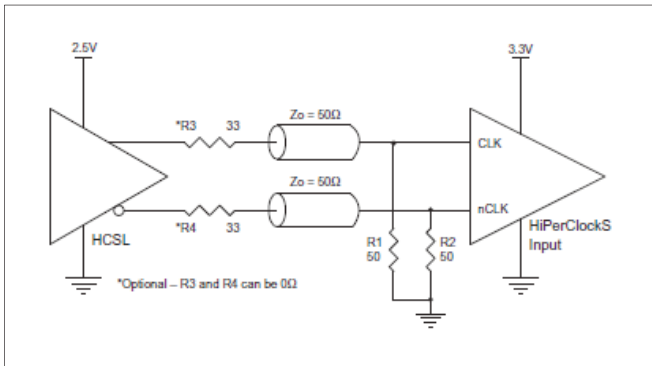 2.5V
3.3V
*R3 33
Zo = 50Ω
CLK
Zo = 50Ω
nCLK
*R4 33
HCSL
HiPerClockS
Input
R1
50
R2
50
*Optional – R3 and R4 can be 0Ω